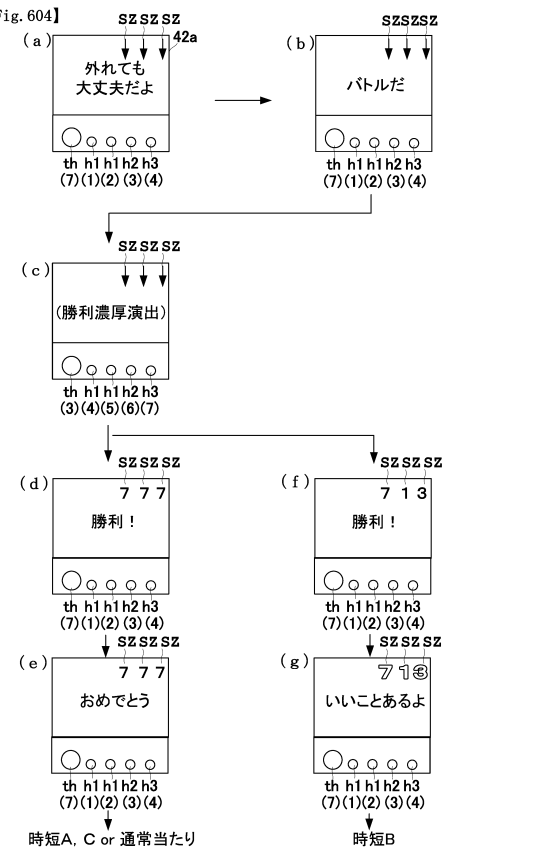 Fig. 604】
(a)
SZ SZ SZ
42a
外れても
大丈夫だよ
th h1 h1 h2 h3
(7)(1)(2)(3)(4)
(b)
SZSZSZ
バトルだ
th h1 h1 h2 h3
(7)(1)(2)(3)(4)
(c)
SZ SZ SZ
(勝利濃厚演出)
th h1 h1 h2 h3
(3)(4)(5)(6)(7)
(d)
SZ SZ SZ
7 7 7
勝利！
th h1 h1 h2 h3
(7)(1)(2)(3)(4)
(f)
SZ SZ SZ
7 1 3
勝利！
th h1 h1 h2 h3
(7)(1)(2)(3)(4)
(e)
SZ SZ SZ
7 7 7
おめでとう
th h1 h1 h2 h3
(7)(1)(2)(3)(4)
時短A, C or 通常当たり
(g)
SZ SZ SZ
7 1 3
いいことあるよ
th h1 h1 h2 h3
(7)(1)(2)(3)(4)
時短B